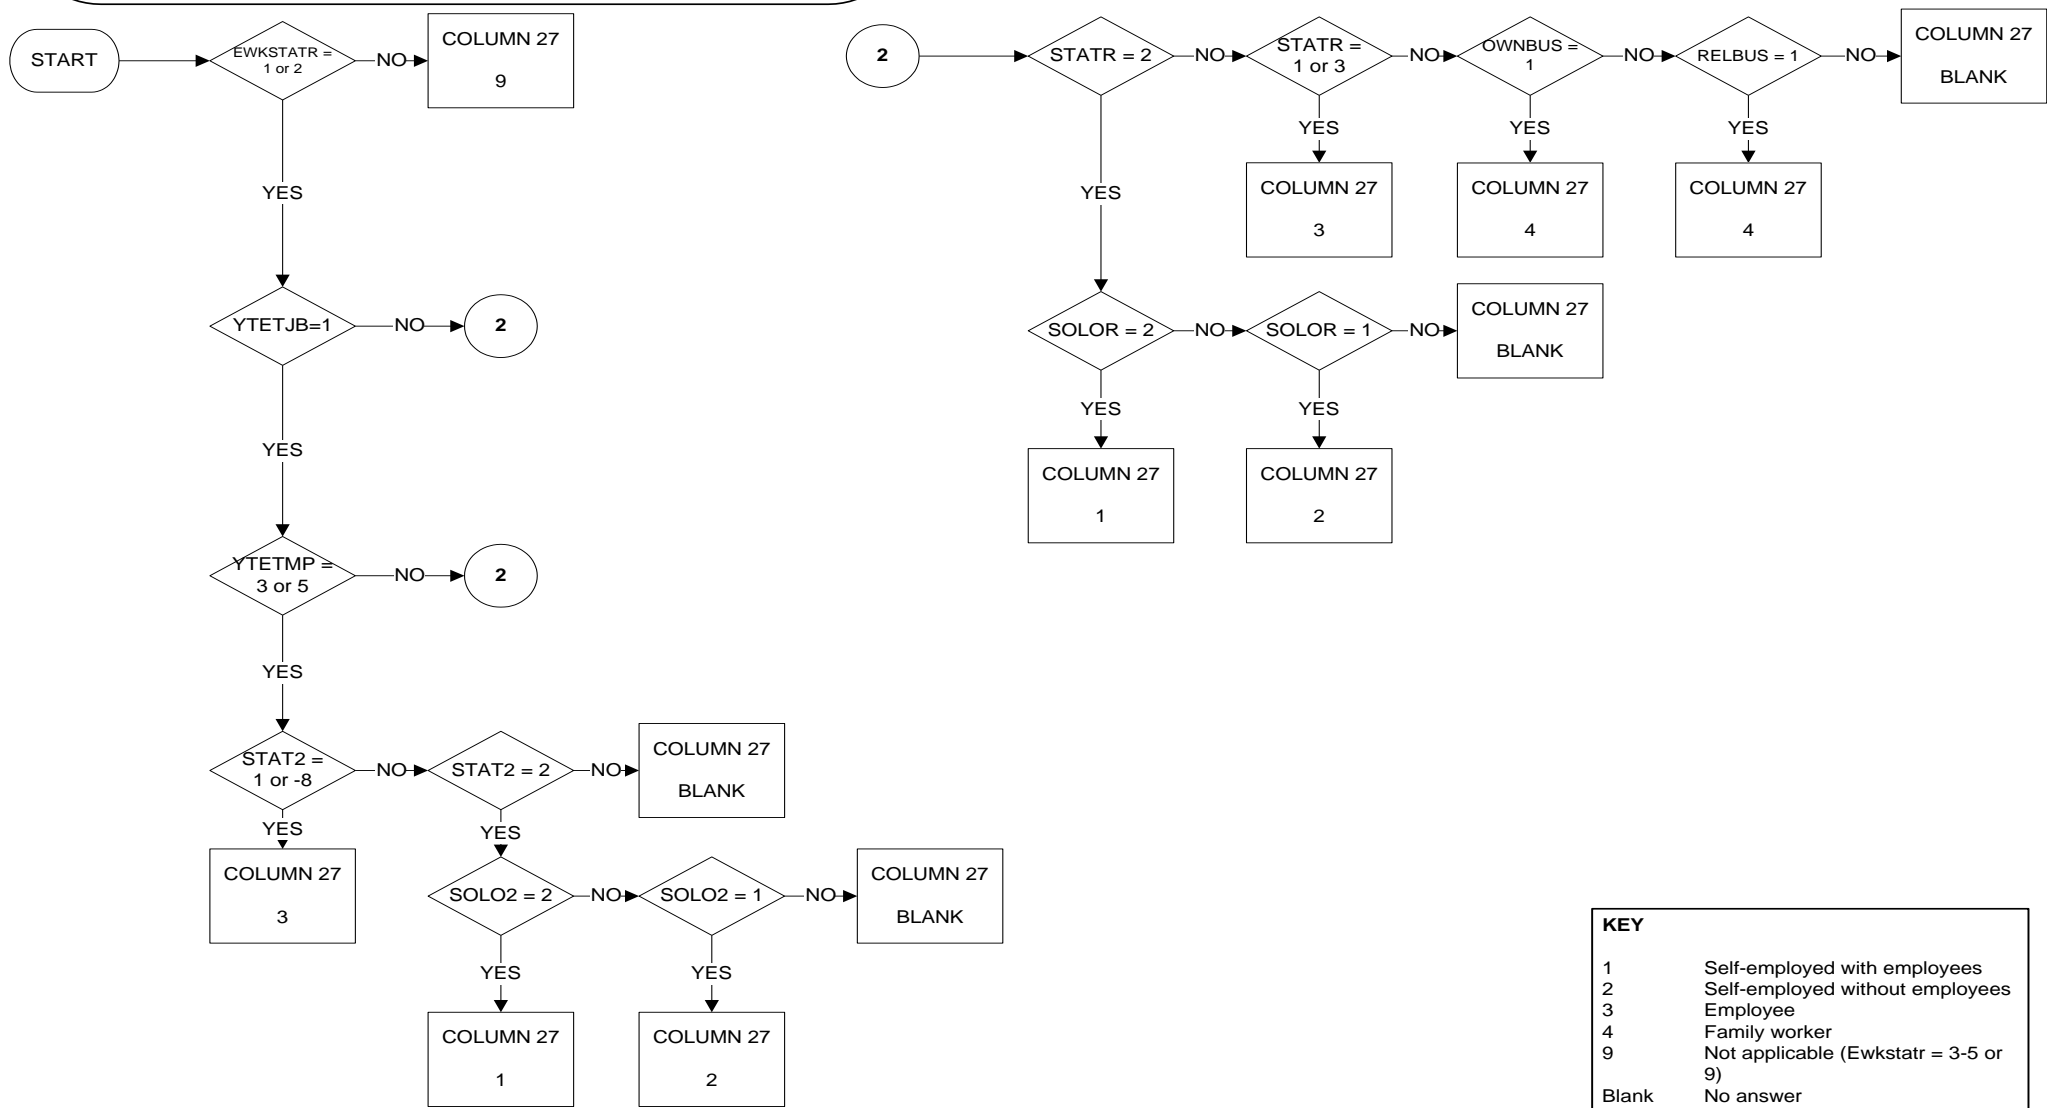 START
EWKSTATR =
1 or 2
NO
COLUMN 27
9
YES
YTETJB=1
NO
2
YES
YTETMP =
3 or 5
NO
2
YES
STAT2 =
1 or -8
NO
STAT2 = 2
NO
COLUMN 27
BLANK
YES
COLUMN 27
3
YES
SOLO2 = 2
NO
SOLO2 = 1
NO
COLUMN 27
BLANK
YES
COLUMN 27
1
YES
COLUMN 27
2
2
STATR = 2
NO
STATR =
1 or 3
NO
OWNBUS =
1
NO
RELBUS = 1
NO
COLUMN 27
BLANK
YES
COLUMN 27
3
YES
COLUMN 27
4
YES
COLUMN 27
4
YES
SOLOR = 2
NO
SOLOR = 1
NO
COLUMN 27
BLANK
YES
COLUMN 27
1
YES
COLUMN 27
2
KEY
1 Self-employed with employees
2 Self-employed without employees
3 Employee
4 Family worker
9 Not applicable (Ewkstatr = 3-5 or
9)
Blank No answer